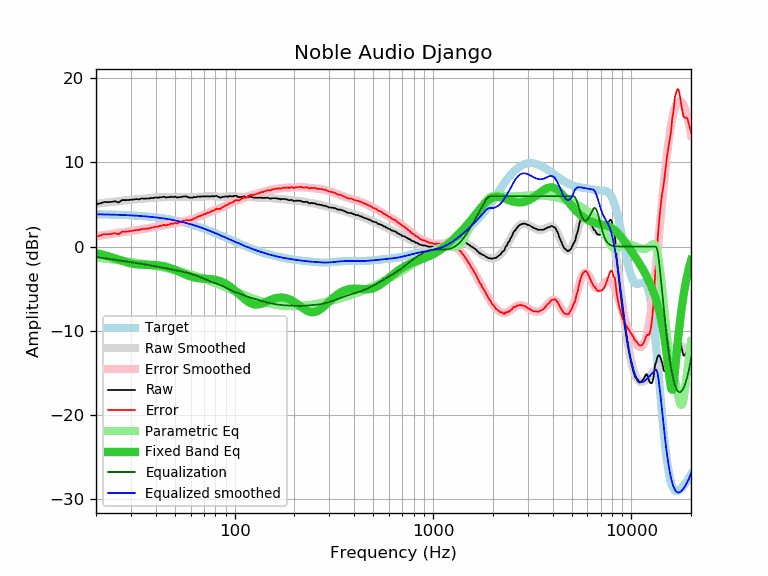 Noble Audio Django
20
10
0
−10
−20
−30
Amplitude (dBr)
Target
Raw Smoothed
Error Smoothed
Raw
Error
Parametric Eq
Fixed Band Eq
Equalization
Equalized smoothed
100 1000 10000
Frequency (Hz)